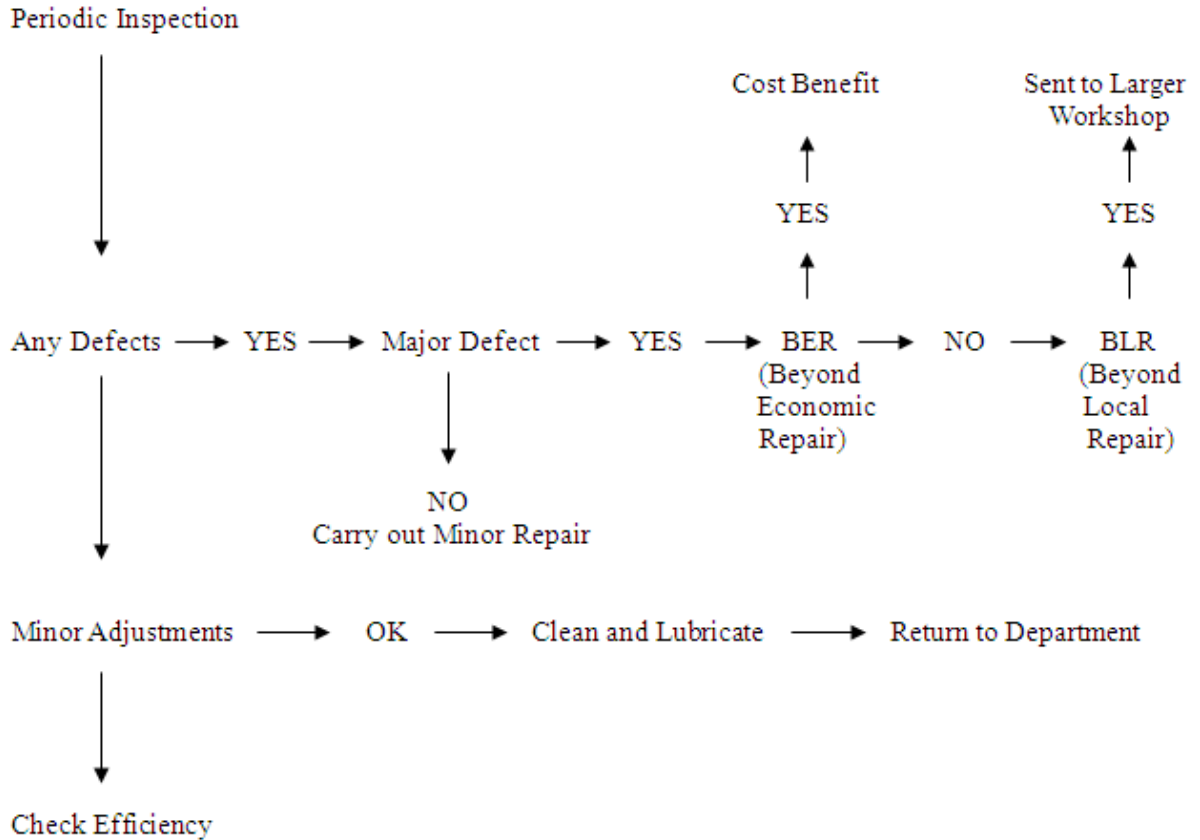 Periodic Inspection
Cost Benefit
Sent to Larger
Workshop
YES
YES
Any Defects
YES
Major Defect
YES
BER
NO
BLR
(Beyond
Economic
Repair)
(Beyond
Local
Repair)
NO
Carry out Minor Repair
Minor Adjustments
OK
Clean and Lubricate
Return to Department
Check Efficiency